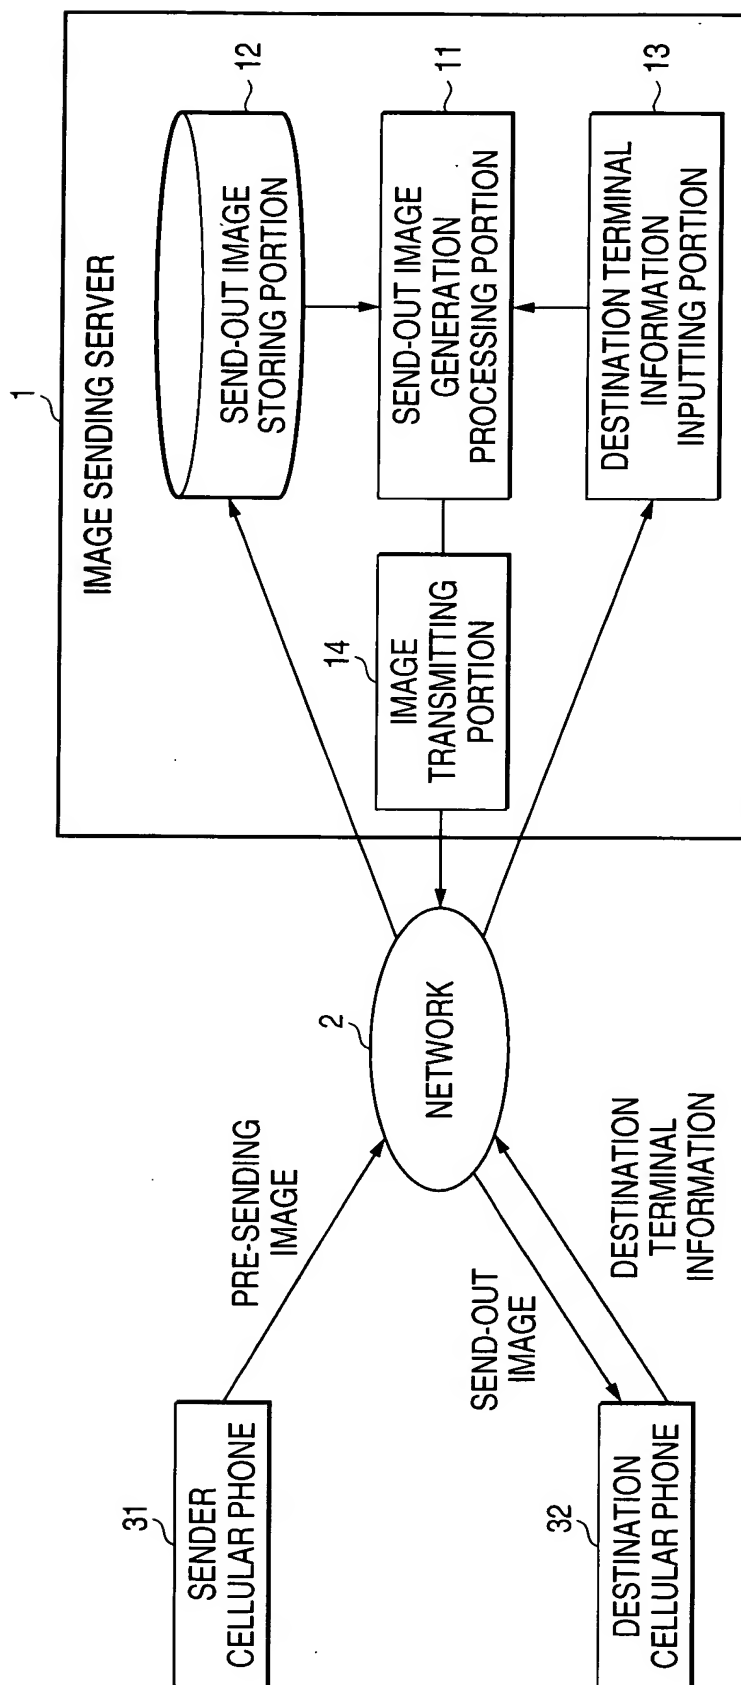 1
IMAGE SENDING SERVER
12
SEND-OUT IMAGE
STORING PORTION
11
SEND-OUT IMAGE
GENERATION
PROCESSING PORTION
13
DESTINATION TERMINAL
INFORMATION
INPUTTING PORTION
14
IMAGE
TRANSMITTING
PORTION
2
NETWORK
PRE-SENDING
IMAGE
SEND-OUT
IMAGE
DESTINATION
TERMINAL
INFORMATION
31
SENDER
CELLULAR PHONE
32
DESTINATION
CELLULAR PHONE